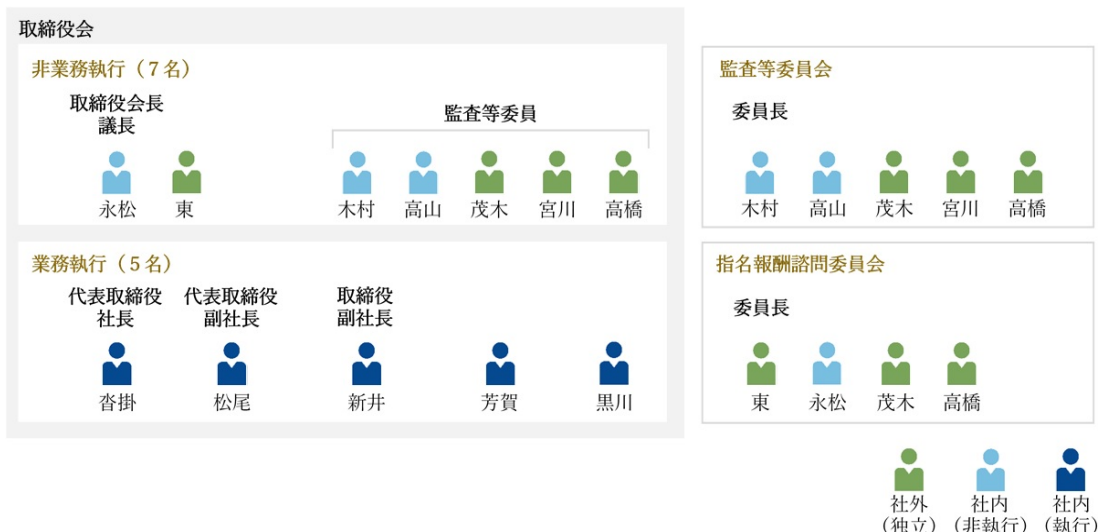 取締役会
非業務執行（７名）
取締役会長
議長
監査等委員
永松 東 木村 高山 茂木 宮川 高橋
業務執行（５名）
代表取締役
社長
代表取締役
副社長
取締役
副社長
沓掛 松尾 新井 芳賀 黒川
監査等委員会
委員長
木村 高山 茂木 宮川 高橋
指名報酬諮問委員会
委員長
東 永松 茂木 高橋
社外
（独立）
社内
（非執行）
社内
（執行）